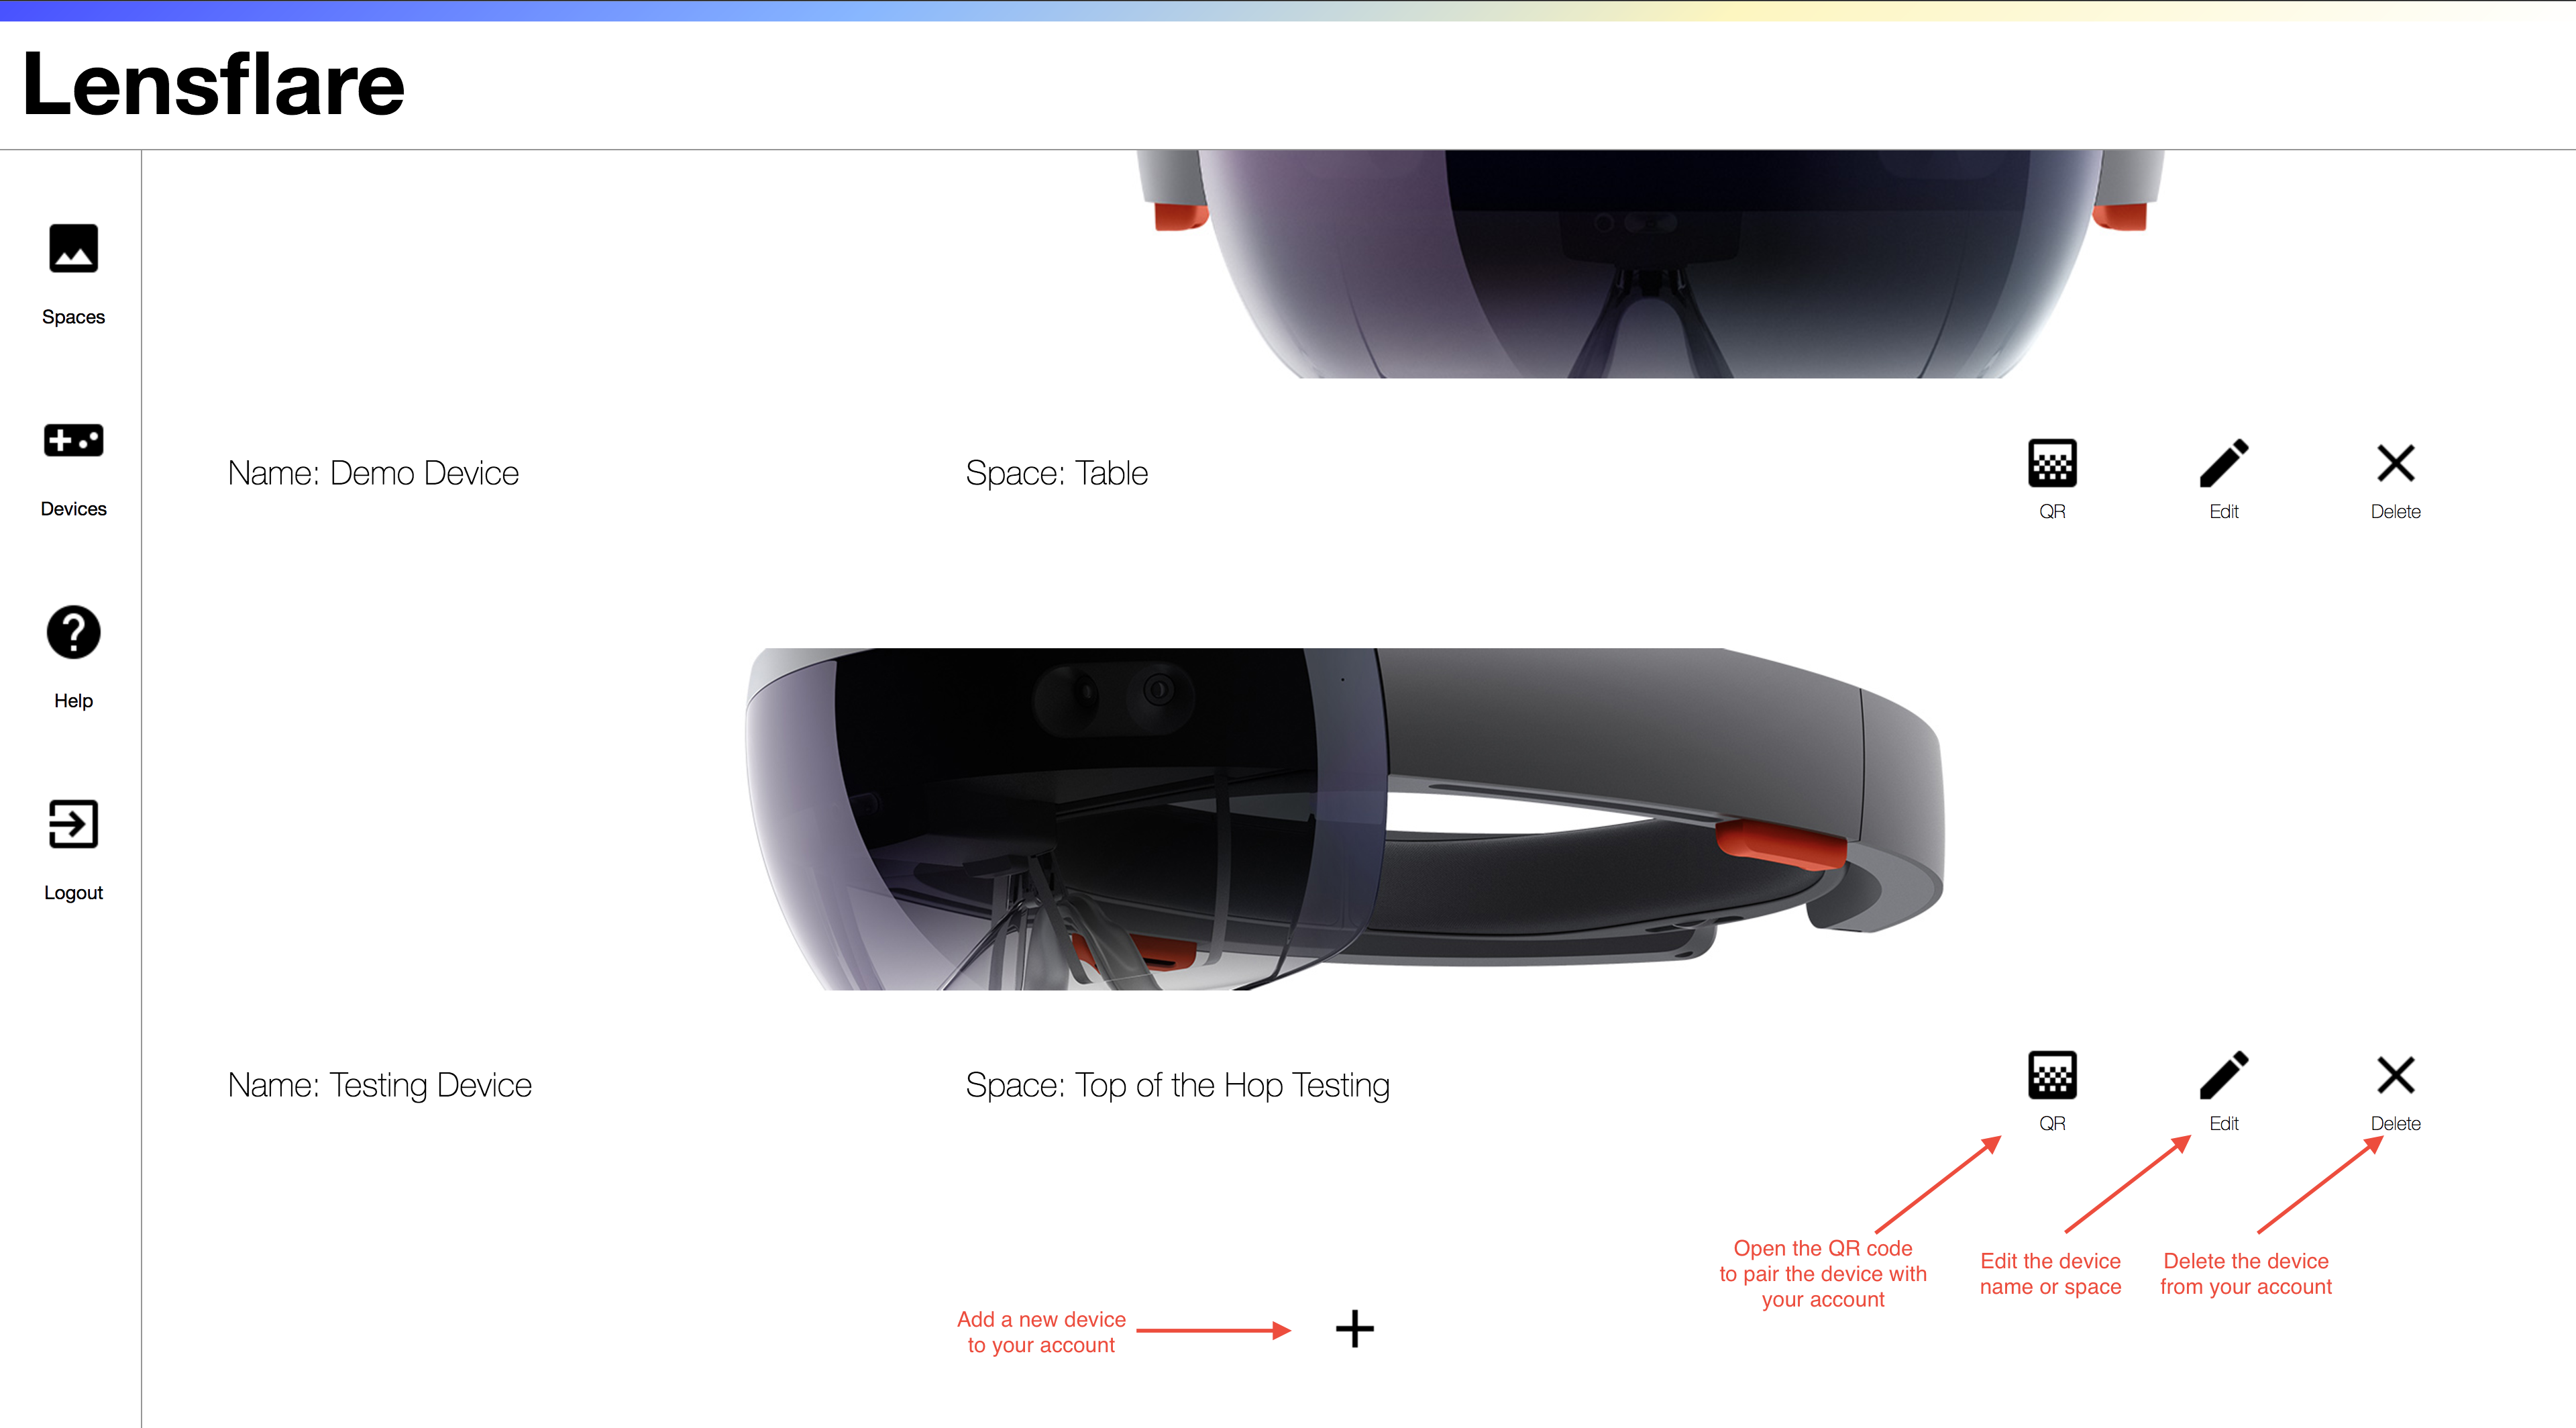 Lensflare
Spaces
Devices
Help
Logout
Name: Demo Device
Space: Table
QR
Edit
Delete
Name: Testing Device
Space: Top of the Hop Testing
QR
Edit
Delete
Open the QR code
to pair the device with
your account
Edit the device
name or space
Delete the device
from your account
Add a new device
to your account